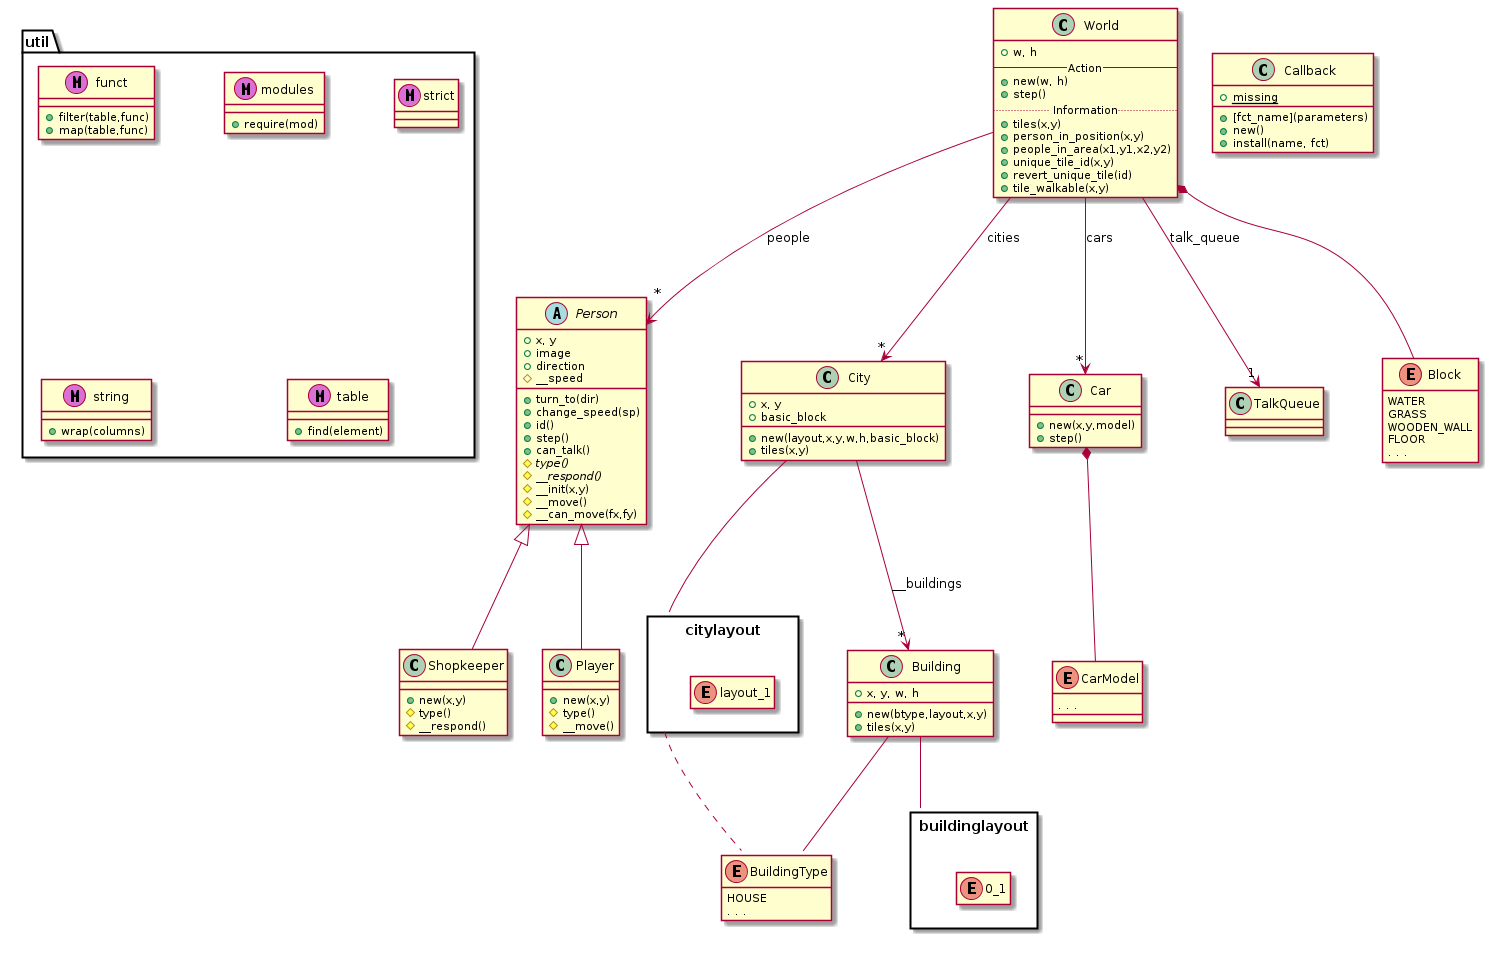 util
M funct
filter(table,func)
map(table,func)
M modules
require(mod)
M strict
M string
wrap(columns)
M table
find(element)
C World
w, h
Action
new(w, h)
step()
Information
tiles(x,y)
person_in_position(x,y)
people_in_area(x1,y1,x2,y2)
unique_tile_id(x,y)
revert_unique_tile(id)
tile_walkable(x,y)
C Callback
missing
[fct_name](parameters)
new()
install(name, fct)
people
cities
cars
talk_queue
*
*
*
1
A Person
x, y
image
direction
__speed
turn_to(dir)
change_speed(sp)
id()
step()
can_talk()
type()
__respond()
__init(x,y)
__move()
__can_move(fx,fy)
C City
x, y
basic_block
new(layout,x,y,w,h,basic_block)
tiles(x,y)
C Car
new(x,y,model)
step()
C TalkQueue
E Block
WATER
GRASS
WOODEN_WALL
FLOOR
. . .
__buildings
*
C Shopkeeper
new(x,y)
type()
__respond()
C Player
new(x,y)
type()
__move()
citylayout
E layout_1
C Building
x, y, w, h
new(btype,layout,x,y)
tiles(x,y)
E CarModel
. . .
E BuildingType
HOUSE
. . .
buildinglayout
E 0_1